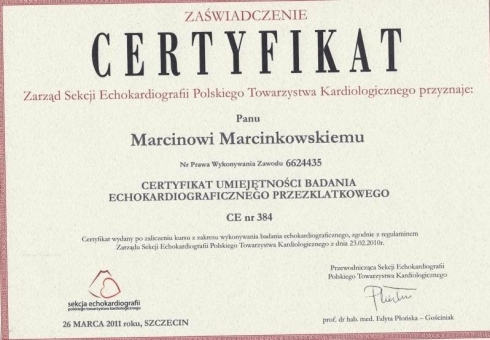 ZAŚWIADCZENIE
CERTYFIKAT
Zarząd Sekcji Echokardiografii Polskiego Towarzystwa Kardiologicznego przyznaje:
Panu
Marcinowi Marcinkowskiemu
Nr Prawa Wykonywania Zawodu 6624435
CERTYFIKAT UMIEJĘTNOŚCI BADANIA
ECHOKARDIOGRAFICZNEGO PRZEZKLATKOWEGO
CE nr 384
Certyfikat wydany po zaliczeniu kursu z zakresu wykonywania badania echokardiograficznego, zgodnie z regulaminem
Zarządu Sekcji Echokardiografii Polskiego Towarzystwa Kardiologicznego z dnia 23.02.2010r.
Przewodnicząca Sekcji Echokardiografii
Polskiego Towarzystwa Kardiologicznego
sekcja echokardiografii
polskiego towarzystwa kardiologicznego
26 MARCA 2011 roku, SZCZECIN
prof. dr hab. med. Edyta Płońska – Gościniak